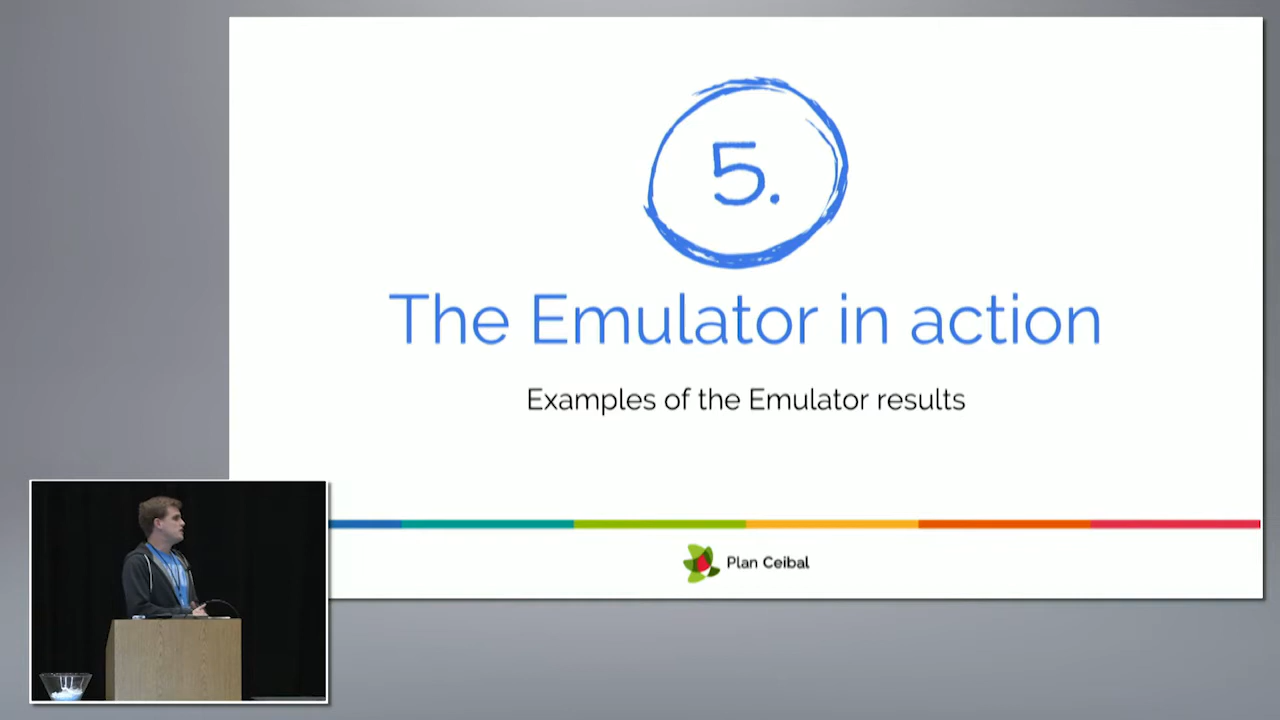 5.
The Emulator in action
Examples of the Emulator results
Plan Ceibal